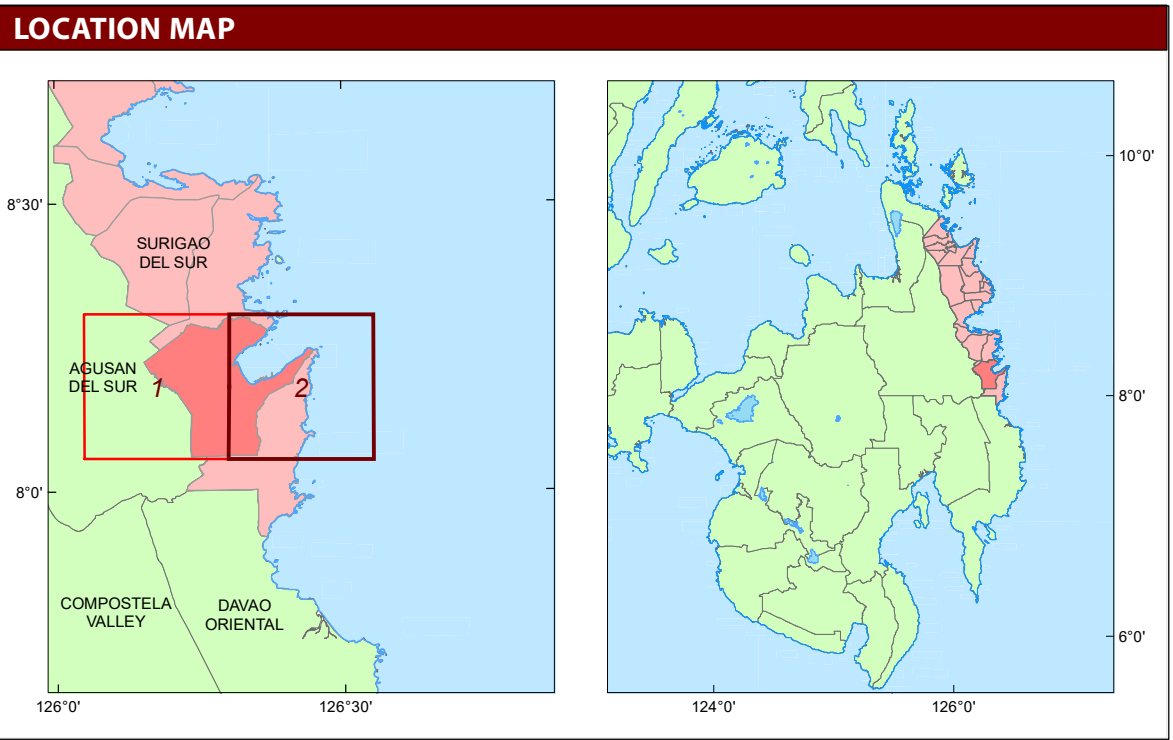 LOCATION MAP
8°30'
SURIGAO
DEL SUR
AGUSAN
DEL SUR
1
2
8°0'
COMPOSTELA
VALLEY
DAVAO
ORIENTAL
126°0'
126°30'
10°0'
8°0'
6°0'
124°0'
126°0'